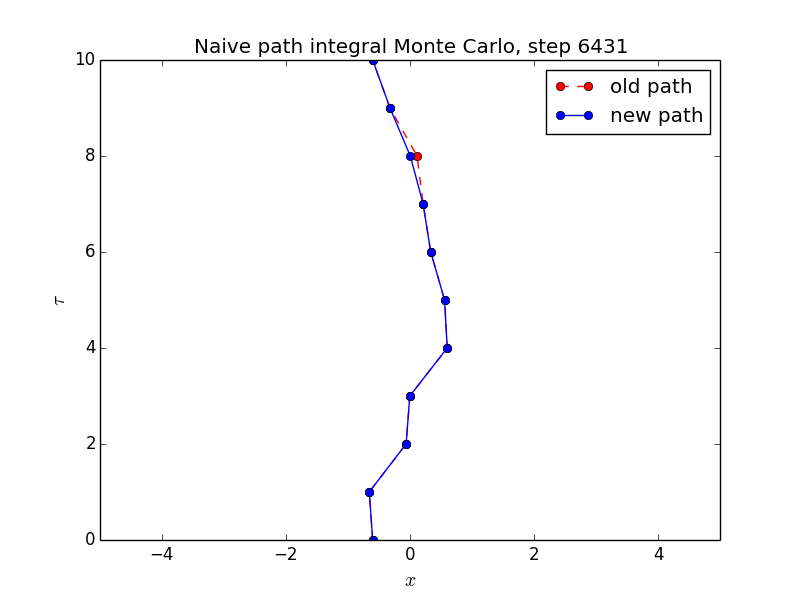 Naive path integral Monte Carlo, step 6431
old path
new path
10
8
6
4
2
0
τ
−4 −2 0 2 4
x